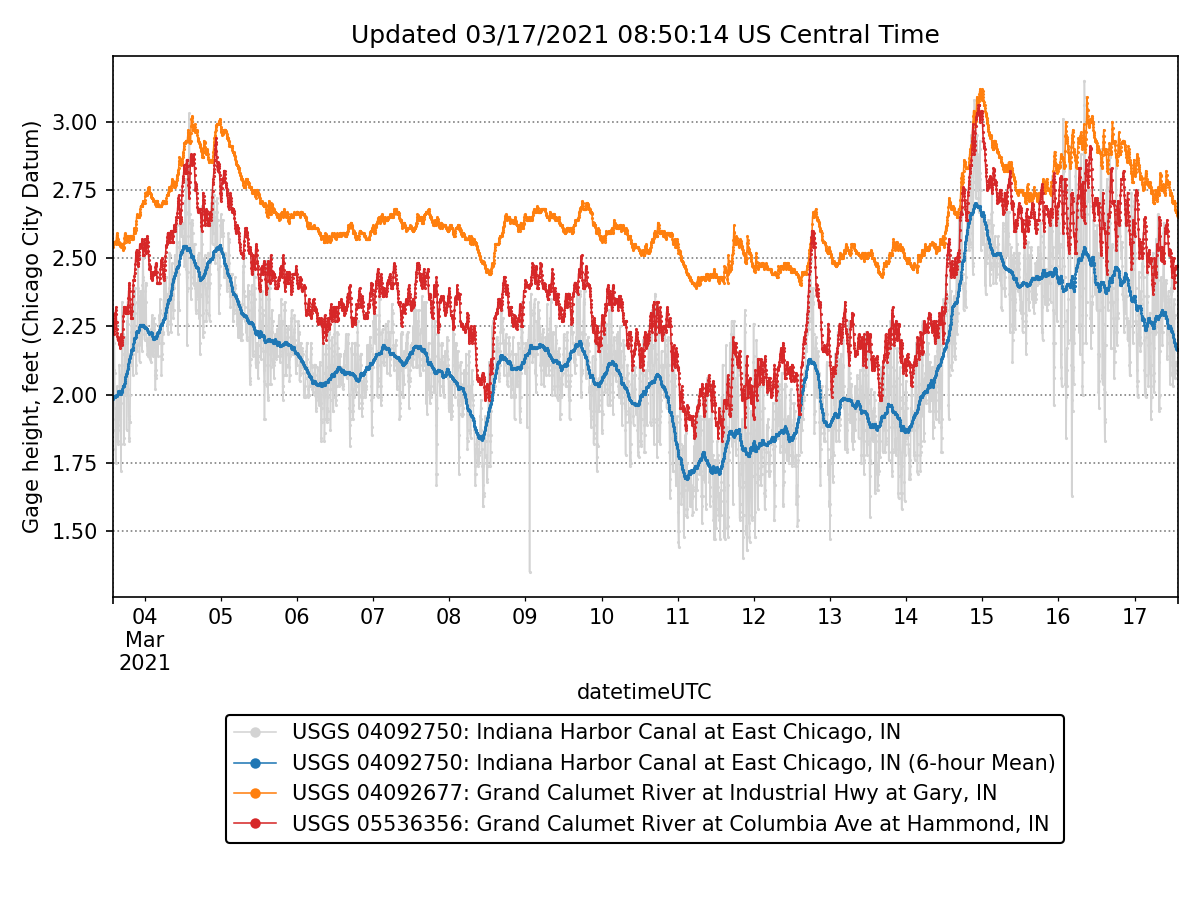 Updated 03/17/2021 08:50:14 US Central Time
Gage height, feet (Chicago City Datum)
3.00
2.75
2.50
2.25
2.00
1.75
1.50
04 05 06 07 08 09 10 11 12 13 14 15 16 17
Mar
2021
datetimeUTC
USGS 04092750: Indiana Harbor Canal at East Chicago, IN
USGS 04092750: Indiana Harbor Canal at East Chicago, IN (6-hour Mean)
USGS 04092677: Grand Calumet River at Industrial Hwy at Gary, IN
USGS 05536356: Grand Calumet River at Columbia Ave at Hammond, IN